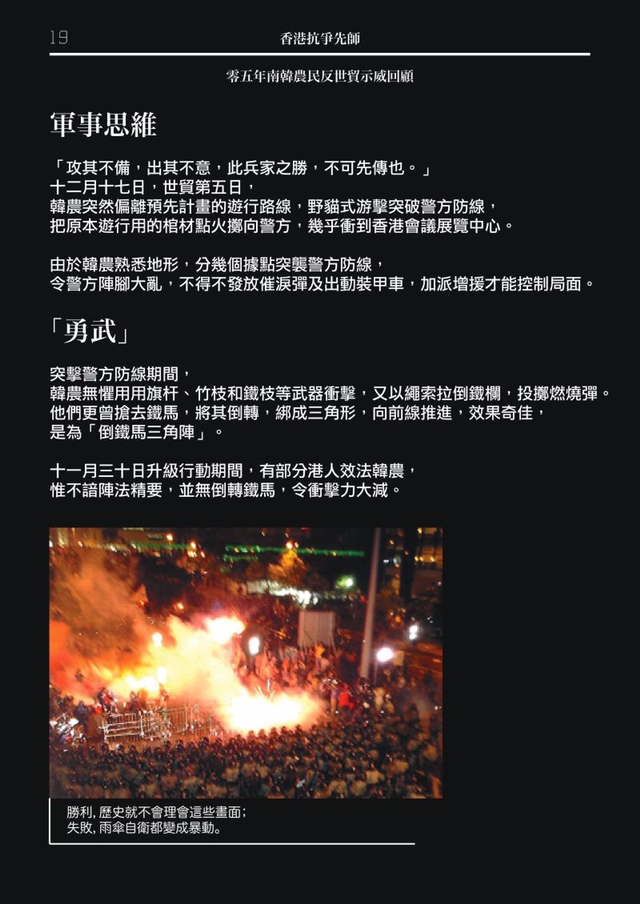 19
香港抗爭先師
零五年南韓農民反世貿示威回顧
軍事思維
「攻其不備，出其不意，此兵家之勝，不可先傳也。」
十二月十七日，世貿第五日，
韓農突然偏離預先計畫的遊行路線，野貓式游擊突破警方防線，
把原本遊行用的棺材點火擲向警方，幾乎衝到香港會議展覽中心。
由於韓農熟悉地形，分幾個據點突襲警方防線，
令警方陣腳大亂，不得不發放催淚彈及出動裝甲車，加派增援才能控制局面。
「勇武」
突擊警方防線期間，
韓農無懼用用旗杆、竹枝和鐵枝等武器衝擊，又以繩索拉倒鐵欄，投擲燃燒彈。
他們更曾搶去鐵馬，將其倒轉，綁成三角形，向前線推進，效果奇佳，
是為「倒鐵馬三角陣」。
十一月三十日升級行動期間，有部分港人效法韓農，
惟不諳陣法精要，並無倒轉鐵馬，令衝擊力大減。
勝利，歷史就不會理會這些畫面；
失敗，雨傘自衛都變成暴動。